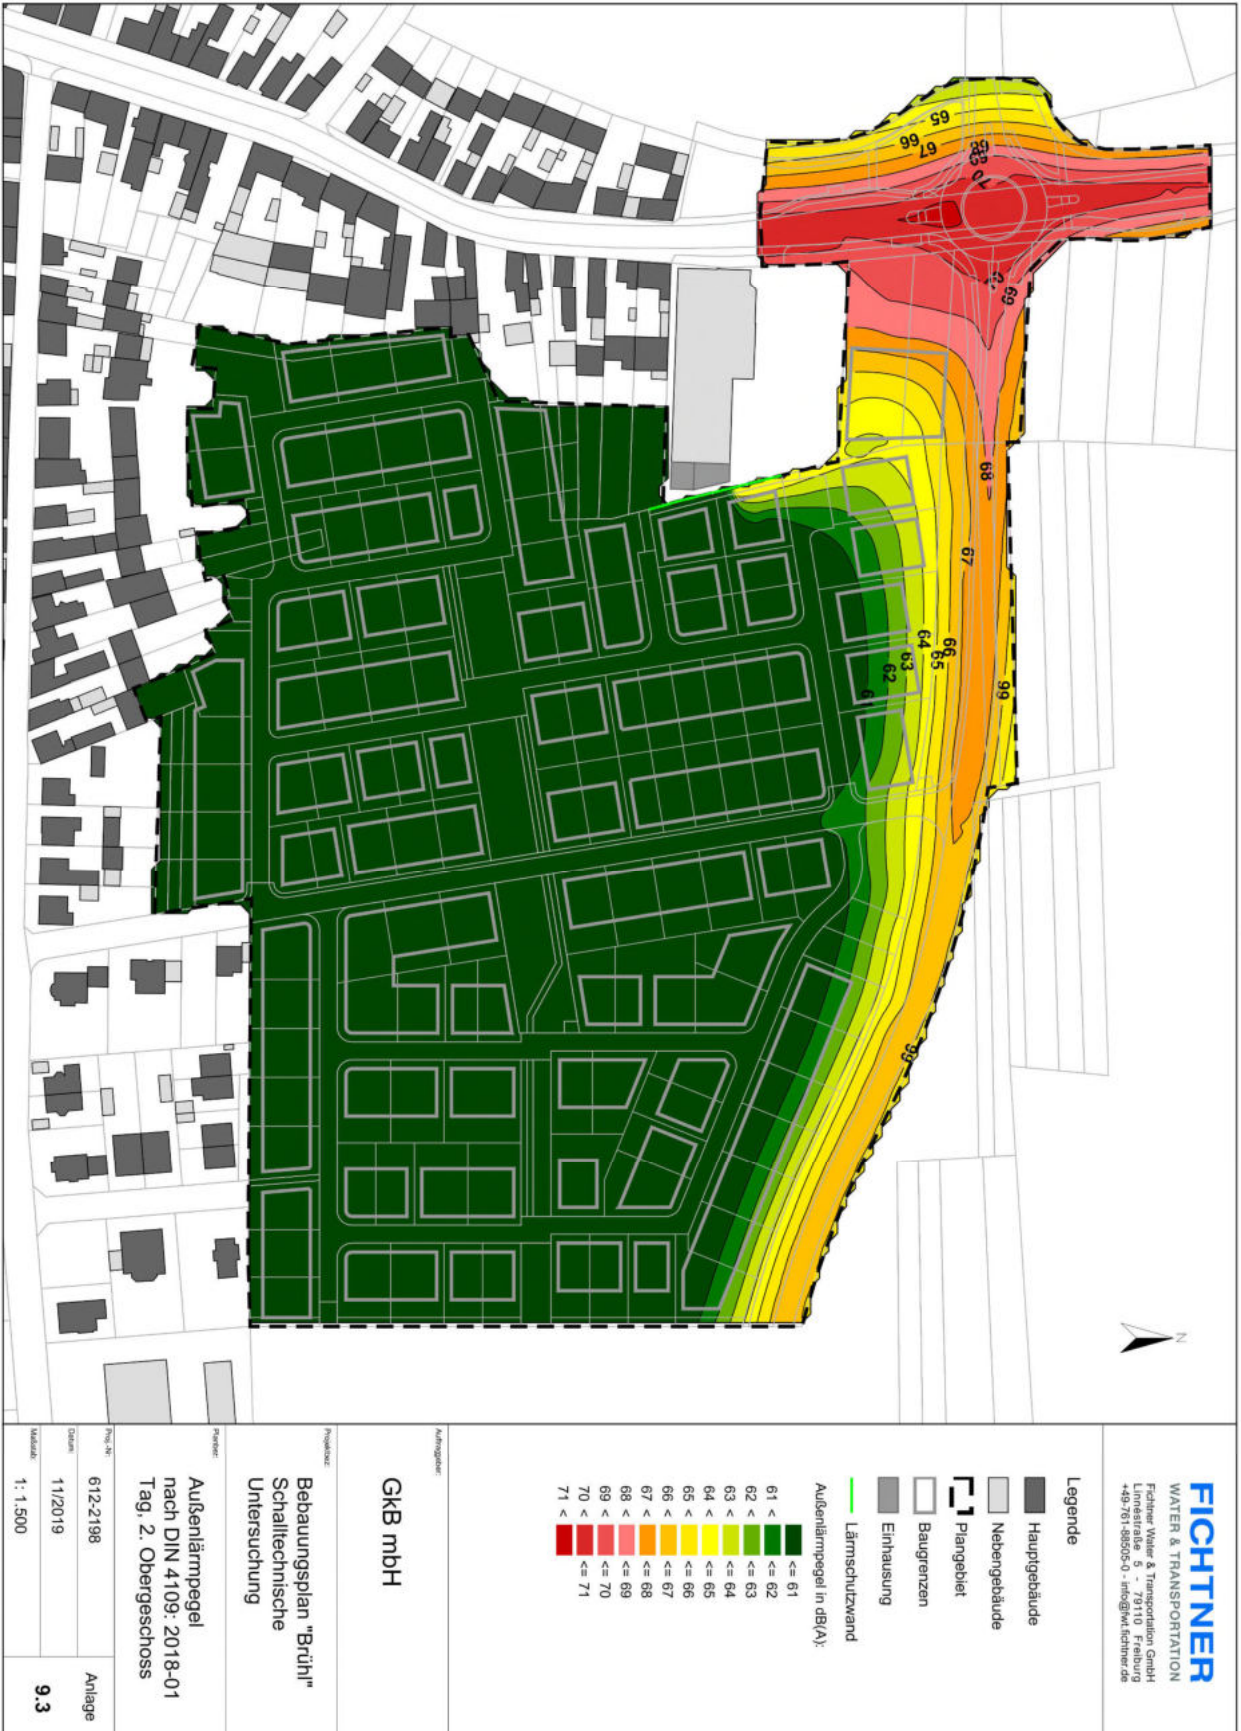 FICHTNER
WATER & TRANSPORTATION
Fichtner Water & Transportation GmbH
Linnéstraße 5 - 79110 Freiburg
+49-761-88505-0 - info@fwt.fichtner.de
Legende
Hauptgebäude
Nebengebäude
Plangebiet
Baugrenzen
Einhausung
Lärmschutzwand
Außenlärmpegel in dB(A):
<= 61
61 < <= 62
62 < <= 63
63 < <= 64
64 < <= 65
65 < <= 66
66 < <= 67
67 < <= 68
68 < <= 69
69 < <= 70
70 < <= 71
71 <
Auftraggeber:
GkB mbH
Projektbez:
Bebauungsplan "Brühl"
Schalltechnische
Untersuchung
Planbez:
Außenlärmpegel
nach DIN 4109: 2018-01
Tag, 2. Obergeschoss
Proj.-Nr:
612-2198
Datum:
11/2019
Maßstab:
1: 1.500
Anlage
9.3
N
65
66
67
70
69
68
67
66
65
64
63
62
61
66
66